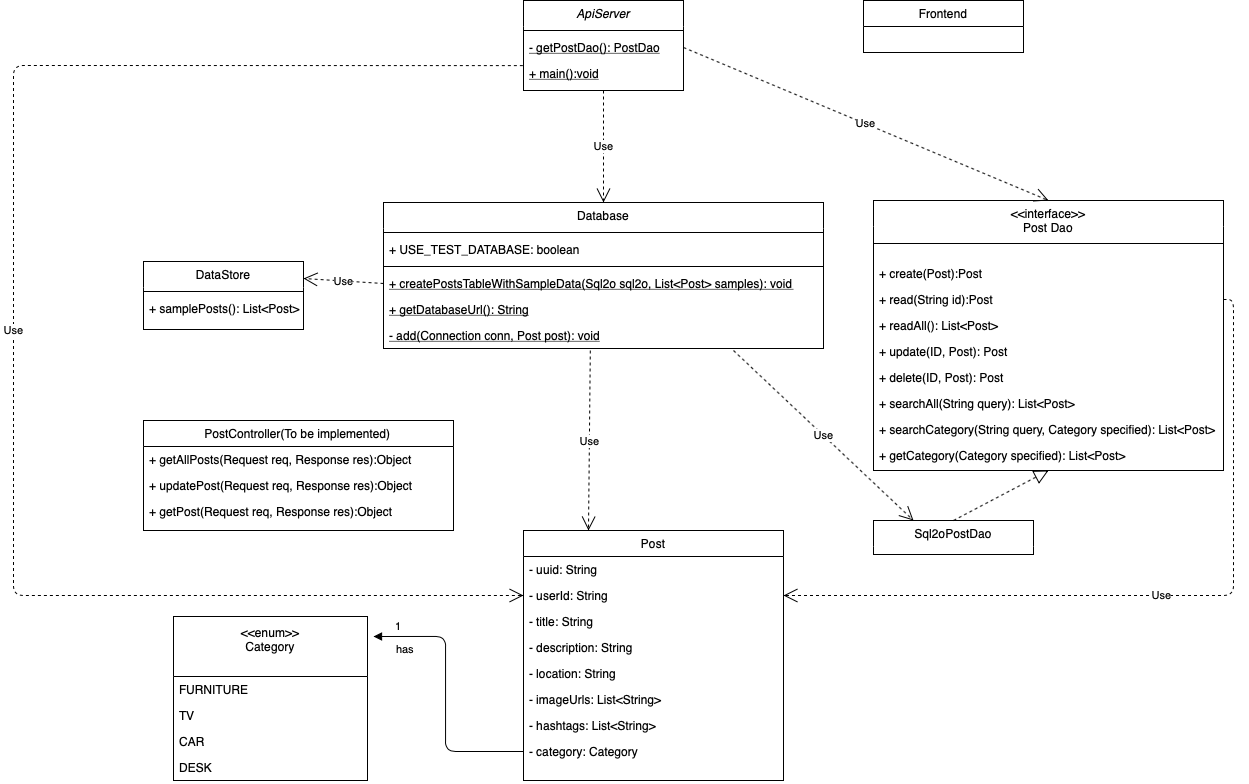 ApiServer
- getPostDao(): PostDao
+ main():void
Frontend
Use
Use
Use
Database
+ USE_TEST_DATABASE: boolean
+ createPostsTableWithSampleData(Sql2o sql2o, List<Post> samples): void
+ getDatabaseUrl(): String
- add(Connection conn, Post post): void
<<interface>>
Post Dao
+ create(Post):Post
+ read(String id):Post
+ readAll(): List<Post>
+ update(ID, Post): Post
+ delete(ID, Post): Post
+ searchAll(String query): List<Post>
+ searchCategory(String query, Category specified): List<Post>
+ getCategory(Category specified): List<Post>
DataStore
+ samplePosts(): List<Post>
Use
PostController(To be implemented)
+ getAllPosts(Request req, Response res):Object
+ updatePost(Request req, Response res):Object
+ getPost(Request req, Response res):Object
Use
Use
Sql2oPostDao
Use
Post
- uuid: String
- userId: String
- title: String
- description: String
- location: String
- imageUrls: List<String>
- hashtags: List<String>
- category: Category
1
has
<<enum>>
Category
FURNITURE
TV
CAR
DESK